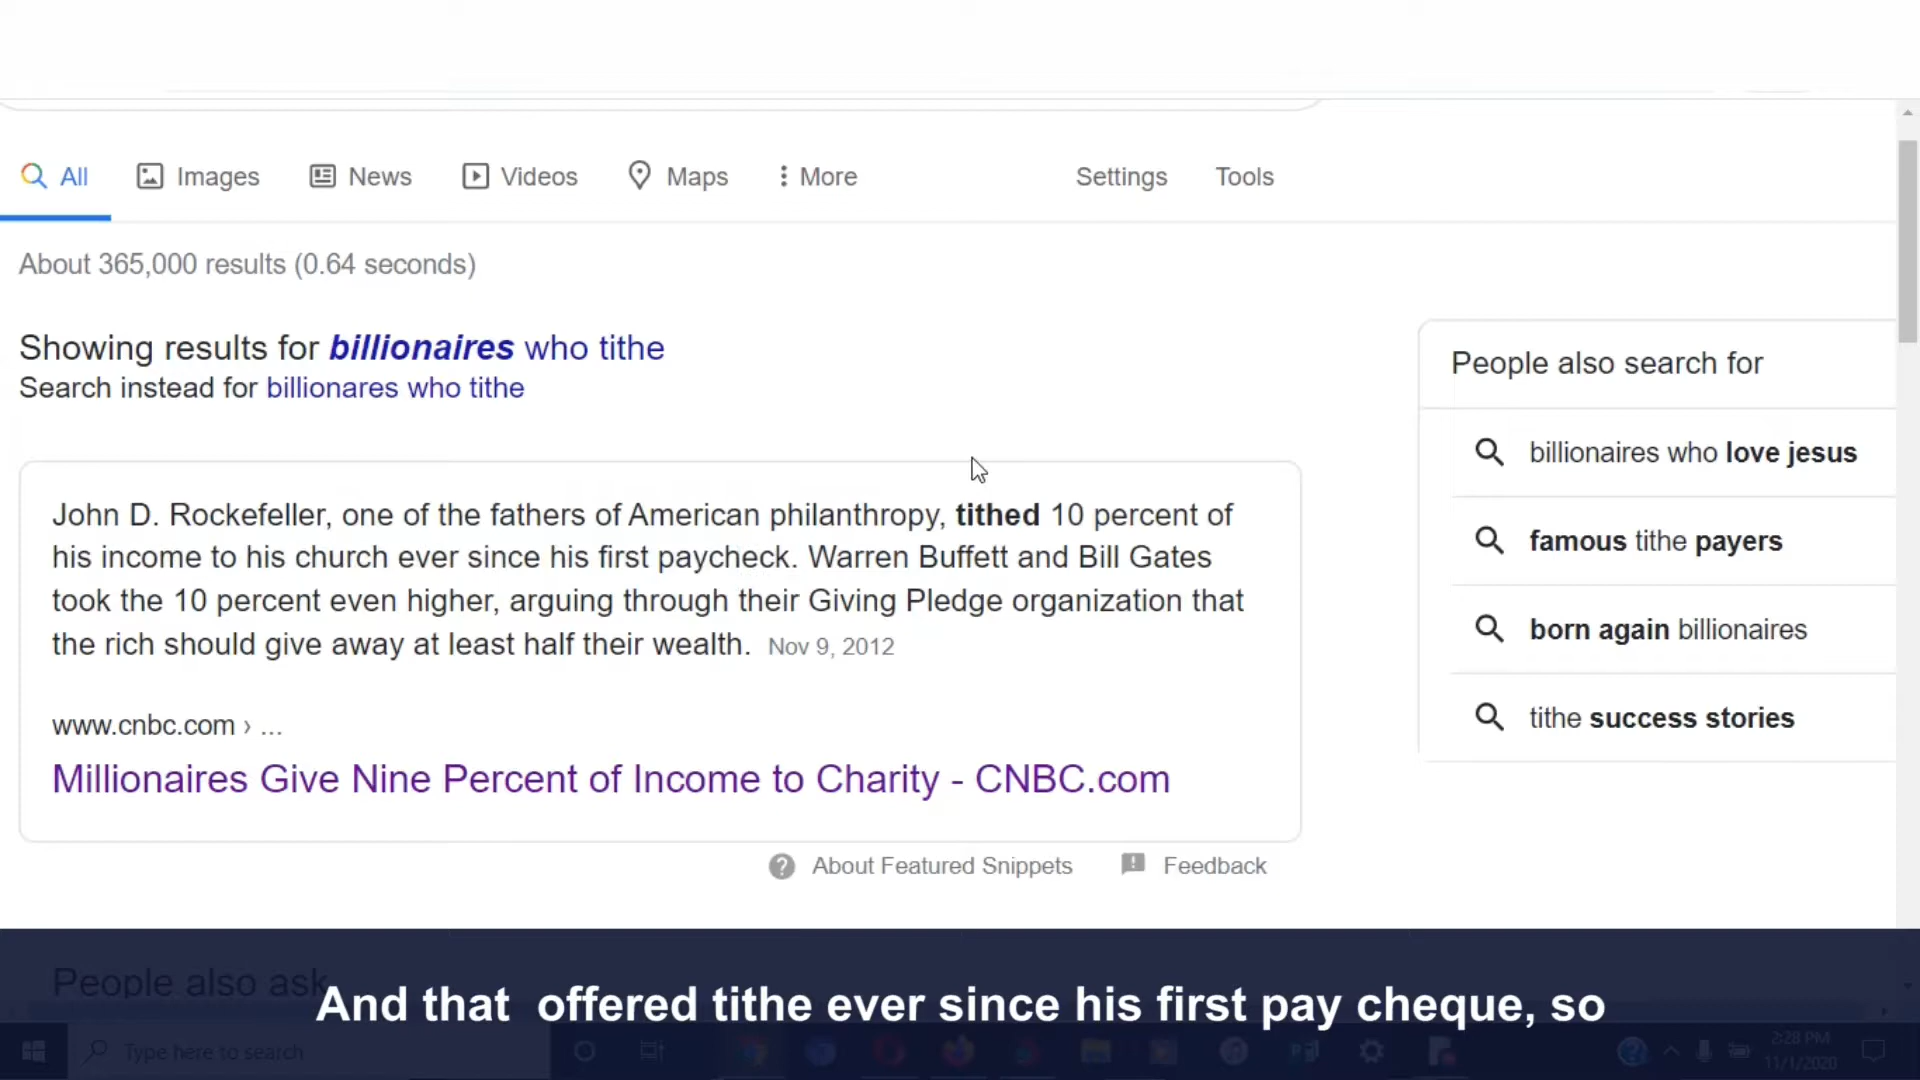 All Images News Videos Maps More Settings Tools
About 365,000 results (0.64 seconds)
Showing results for billionaires who tithe
Search instead for billionares who tithe
John D. Rockefeller, one of the fathers of American philanthropy, tithed 10 percent of
his income to his church ever since his first paycheck. Warren Buffett and Bill Gates
took the 10 percent even higher, arguing through their Giving Pledge organization that
the rich should give away at least half their wealth. Nov 9, 2012
www.cnbc.com › ...
Millionaires Give Nine Percent of Income to Charity - CNBC.com
About Featured Snippets Feedback
People also search for
billionaires who love jesus
famous tithe payers
born again billionaires
tithe success stories
People also ask
And that offered tithe ever since his first pay cheque, so
Type here to search
2:28 PM
11/1/2020